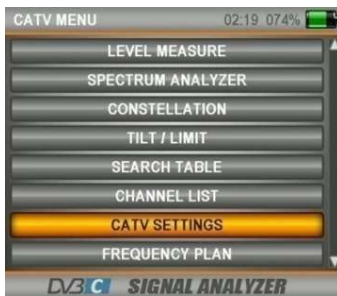 CATV MENU 02:19 074%
LEVEL MEASURE
SPECTRUM ANALYZER
CONSTELLATION
TILT / LIMIT
SEARCH TABLE
CHANNEL LIST
CATV SETTINGS
FREQUENCY PLAN
DVB C SIGNAL ANALYZER